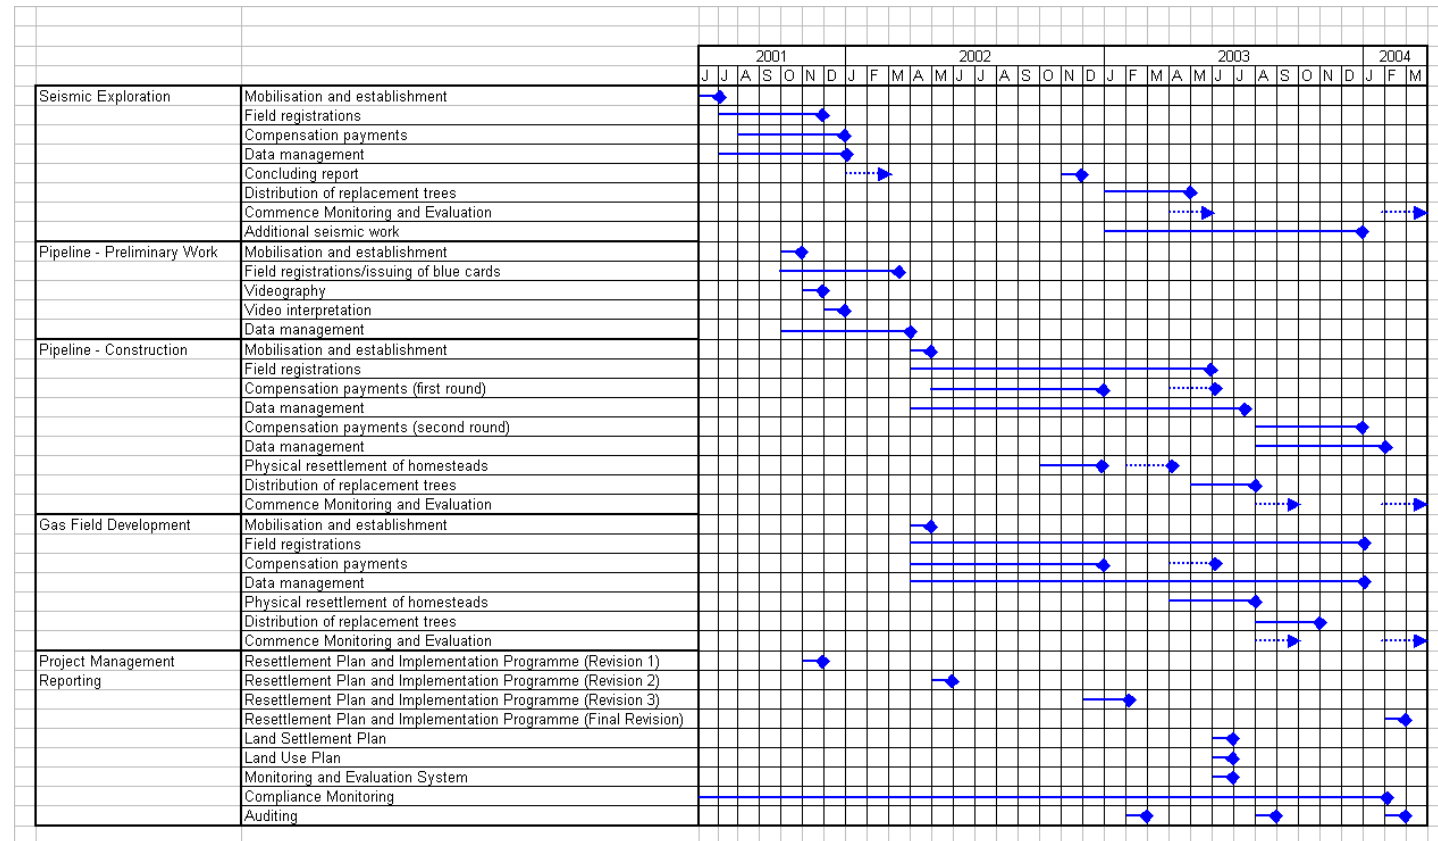 2001 2002 2003 2004
J J A S O N D J F M A M J J A S O N D J F M A M J J A S O N D J F M
Seismic Exploration Mobilisation and establishment
Field registrations
Compensation payments
Data management
Concluding report
Distribution of replacement trees
Commence Monitoring and Evaluation
Additional seismic work
Pipeline - Preliminary Work Mobilisation and establishment
Field registrations/issuing of blue cards
Videography
Video interpretation
Data management
Pipeline - Construction Mobilisation and establishment
Field registrations
Compensation payments (first round)
Data management
Compensation payments (second round)
Data management
Physical resettlement of homesteads
Distribution of replacement trees
Commence Monitoring and Evaluation
Gas Field Development Mobilisation and establishment
Field registrations
Compensation payments
Data management
Physical resettlement of homesteads
Distribution of replacement trees
Commence Monitoring and Evaluation
Project Management Resettlement Plan and Implementation Programme (Revision 1)
Reporting Resettlement Plan and Implementation Programme (Revision 2)
Resettlement Plan and Implementation Programme (Revision 3)
Resettlement Plan and Implementation Programme (Final Revision)
Land Settlement Plan
Land Use Plan
Monitoring and Evaluation System
Compliance Monitoring
Auditing